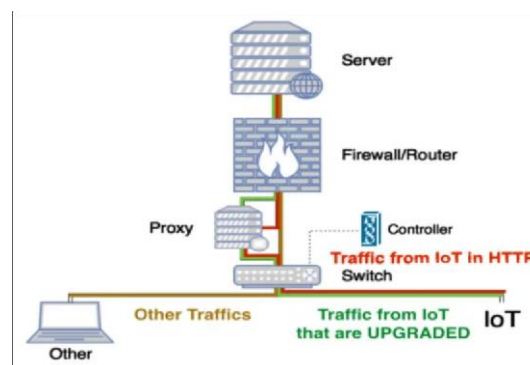 Server
Firewall/Router
Proxy
Controller
Traffic from IoT in HTTP
Switch
Other Traffics
Traffic from IoT
that are UPGRADED
IoT
Other